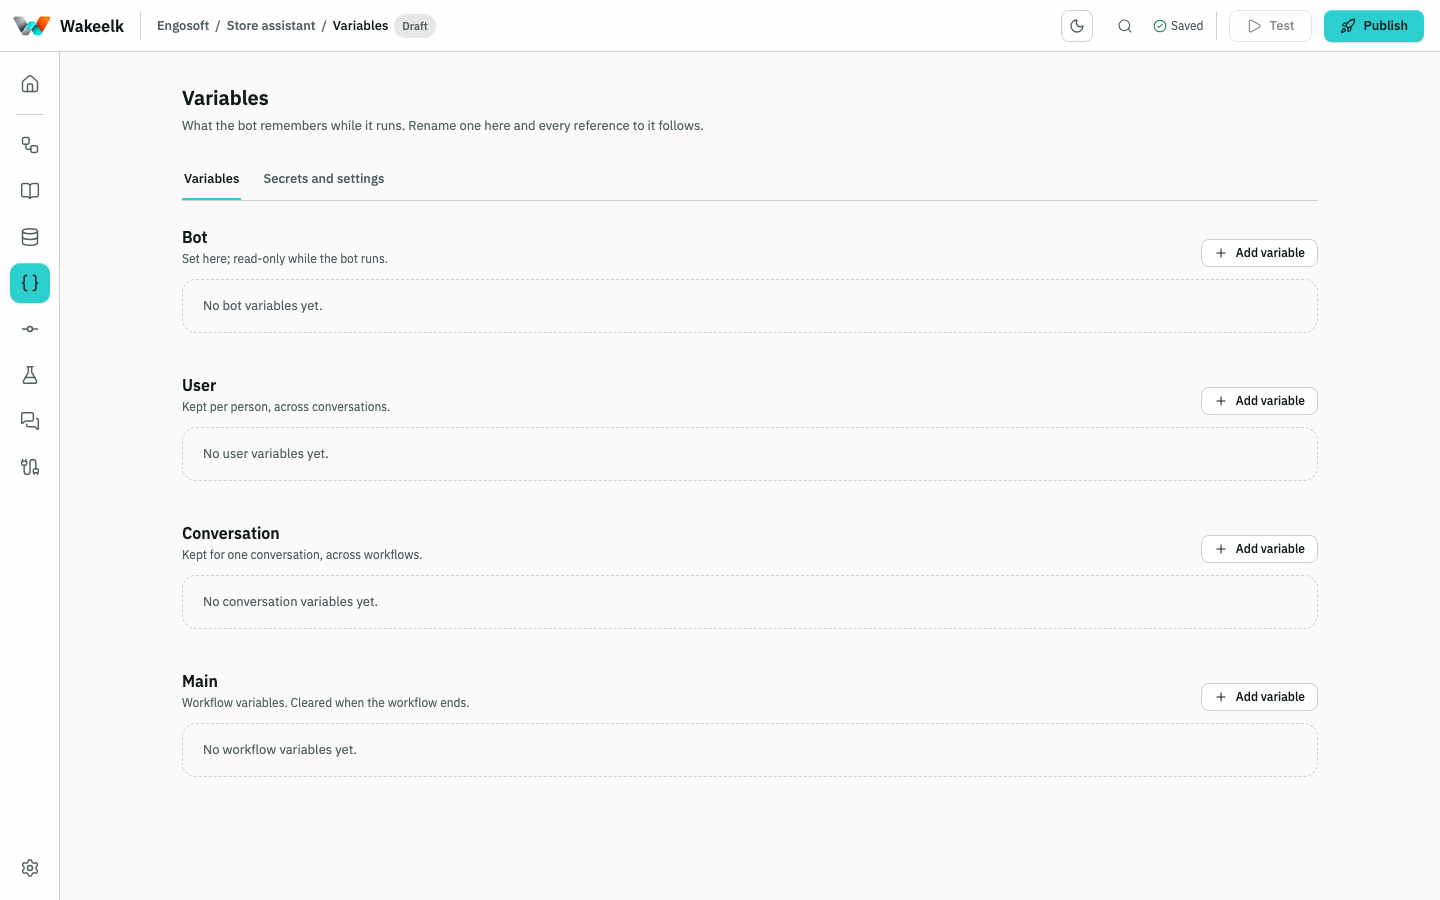 Wakeelk
Engosoft / Store assistant / Variables Draft
Saved
Test
Publish
Variables
What the bot remembers while it runs. Rename one here and every reference to it follows.
Variables Secrets and settings
Bot
Set here; read-only while the bot runs.
Add variable
No bot variables yet.
User
Kept per person, across conversations.
Add variable
No user variables yet.
Conversation
Kept for one conversation, across workflows.
Add variable
No conversation variables yet.
Main
Workflow variables. Cleared when the workflow ends.
Add variable
No workflow variables yet.